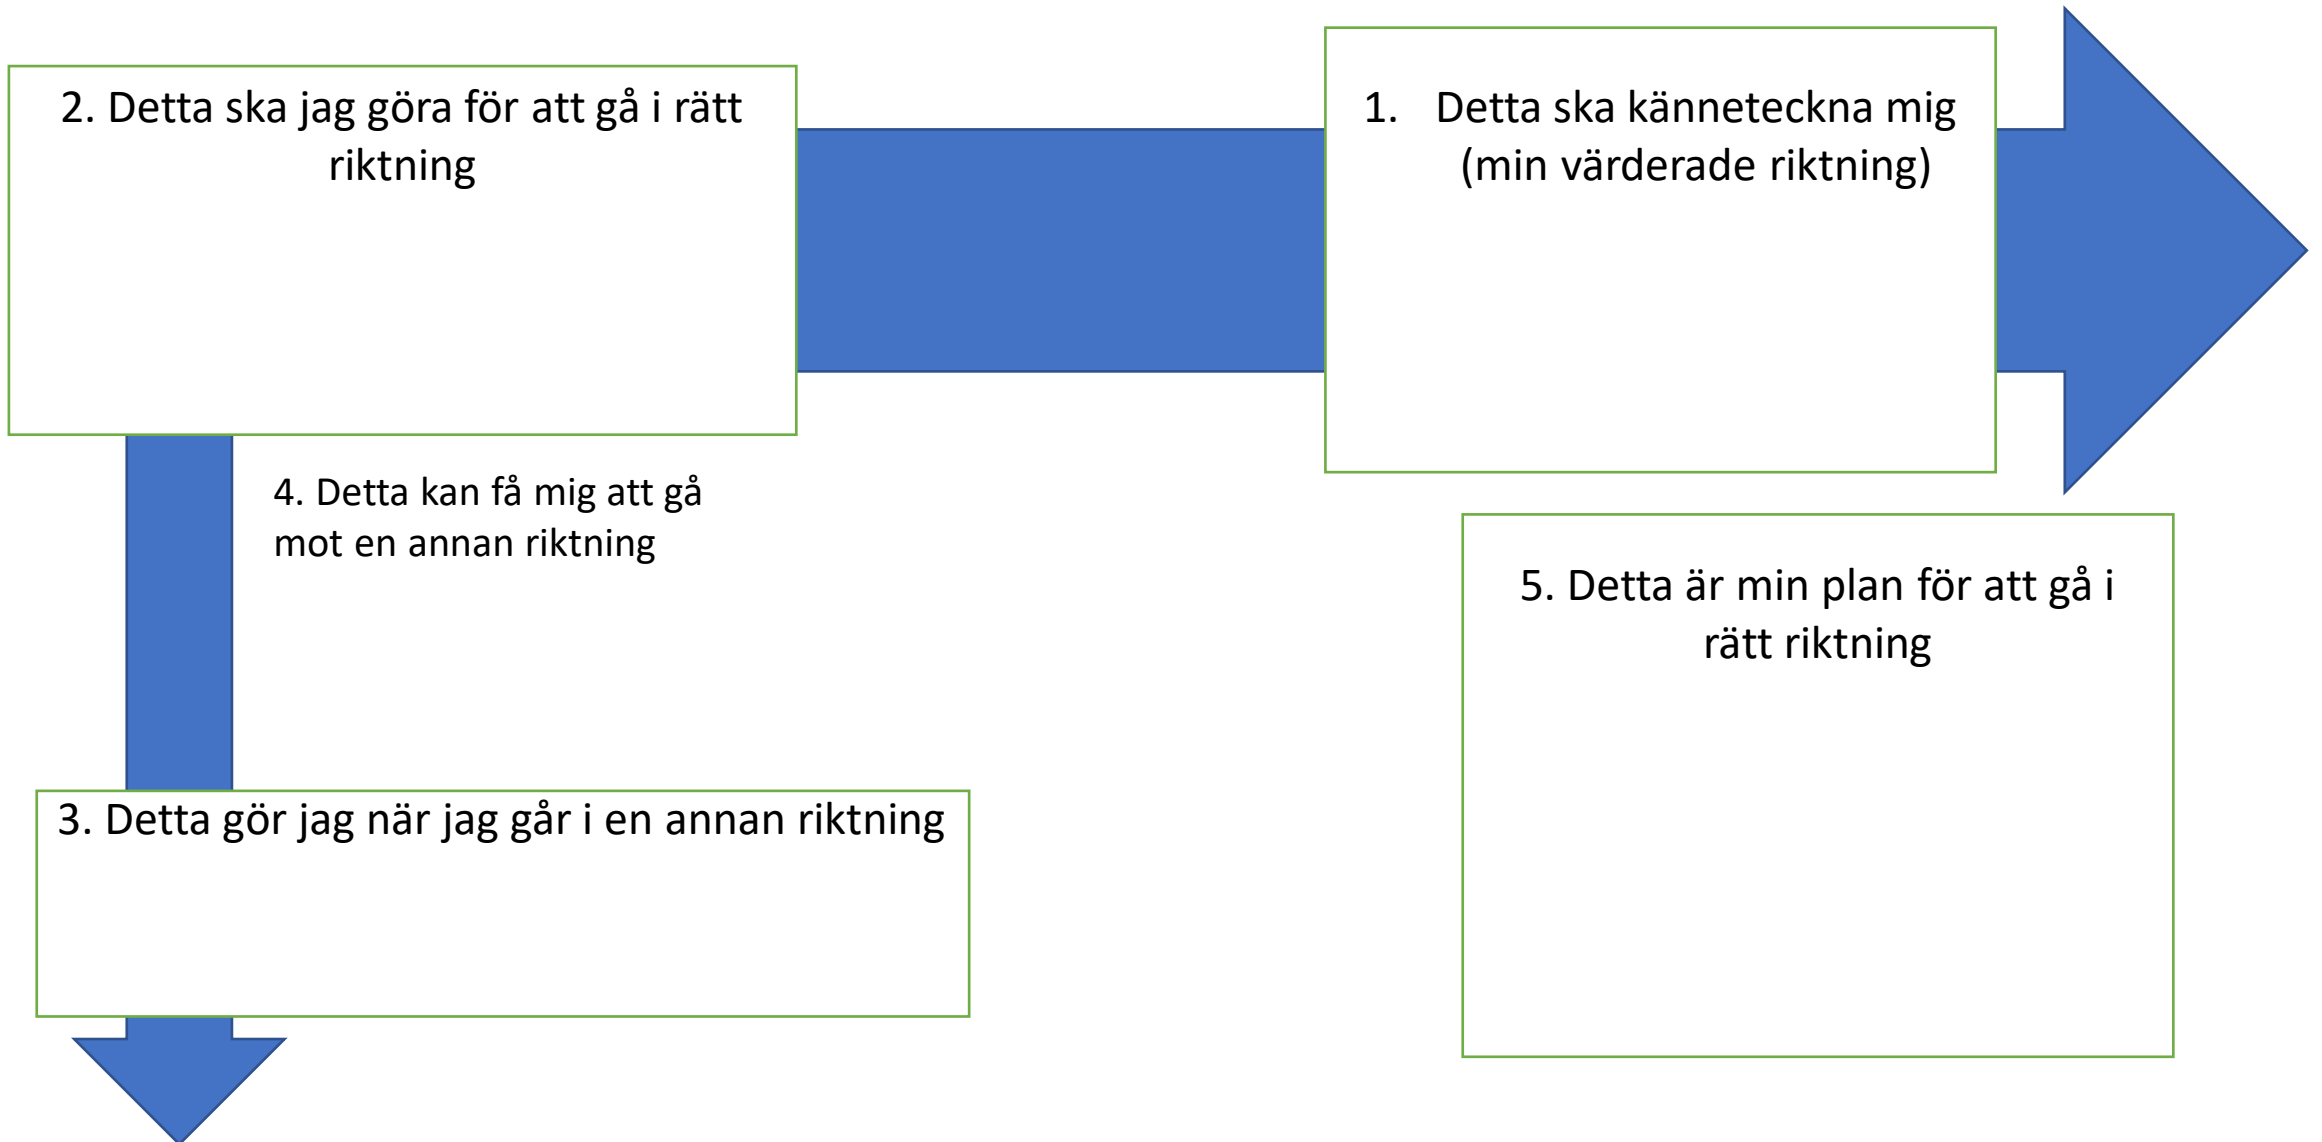 2. Detta ska jag göra för att gå i rätt
riktning
1. Detta ska känneteckna mig
(min värderade riktning)
4. Detta kan få mig att gå
mot en annan riktning
5. Detta är min plan för att gå i
rätt riktning
3. Detta gör jag när jag går i en annan riktning